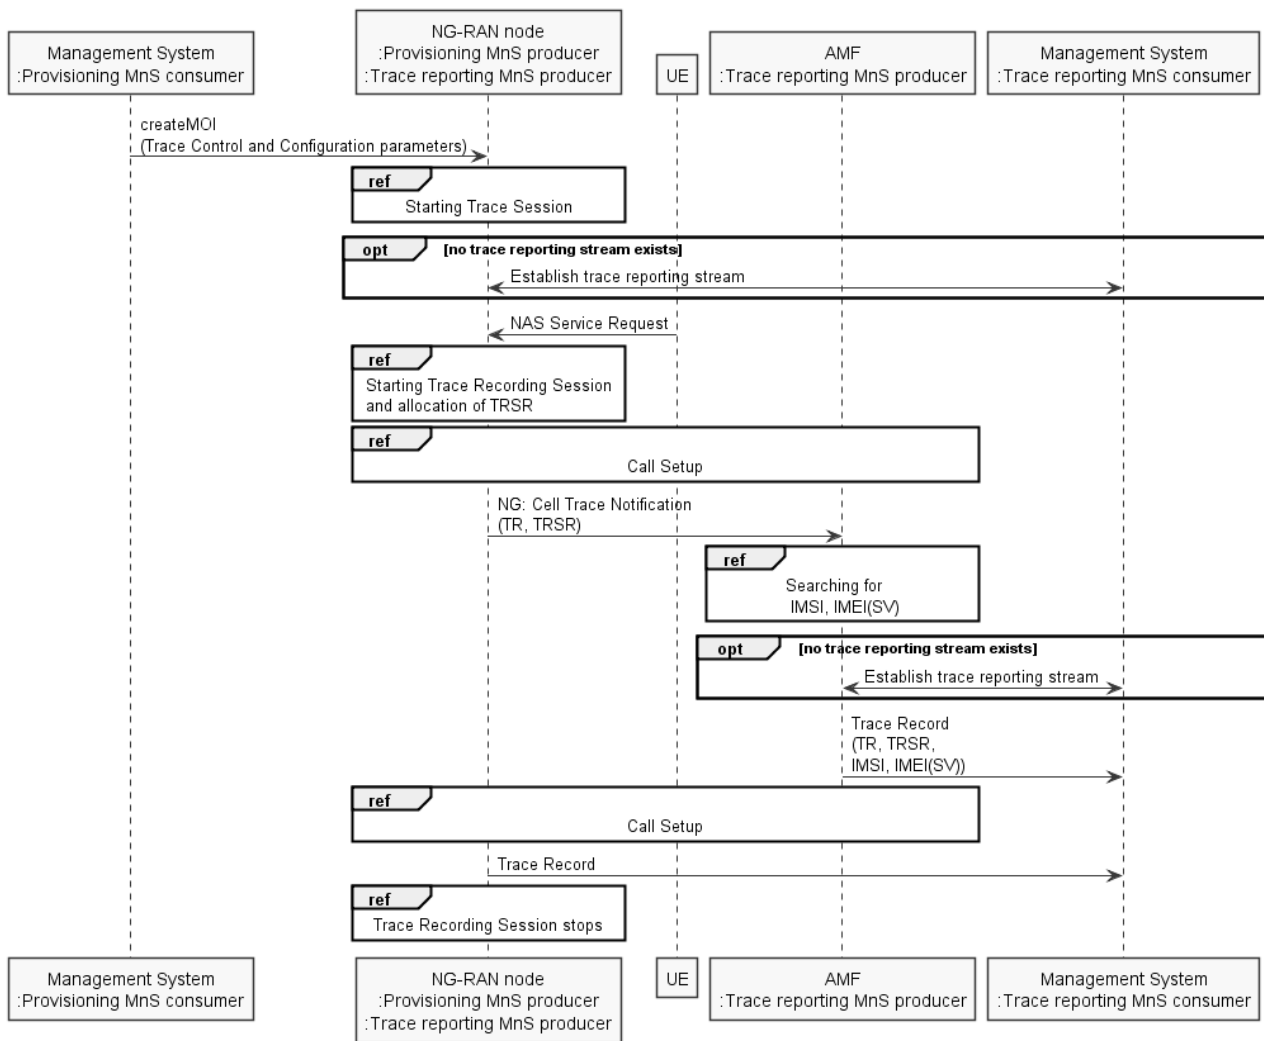 Management System
:Provisioning MnS consumer
NG-RAN node
:Provisioning MnS producer
:Trace reporting MnS producer
UE
AMF
:Trace reporting MnS producer
Management System
:Trace reporting MnS consumer
createMOI
(Trace Control and Configuration parameters)
ref
Starting Trace Session
opt [no trace reporting stream exists]
Establish trace reporting stream
NAS Service Request
ref
Starting Trace Recording Session
and allocation of TRSR
ref
Call Setup
NG: Cell Trace Notification
(TR, TRSR)
ref
Searching for
IMSI, IMEI(SV)
opt [no trace reporting stream exists]
Establish trace reporting stream
Trace Record
(TR, TRSR,
IMSI, IMEI(SV))
ref
Call Setup
Trace Record
ref
Trace Recording Session stops
Management System
:Provisioning MnS consumer
NG-RAN node
:Provisioning MnS producer
:Trace reporting MnS producer
UE
AMF
:Trace reporting MnS producer
Management System
:Trace reporting MnS consumer